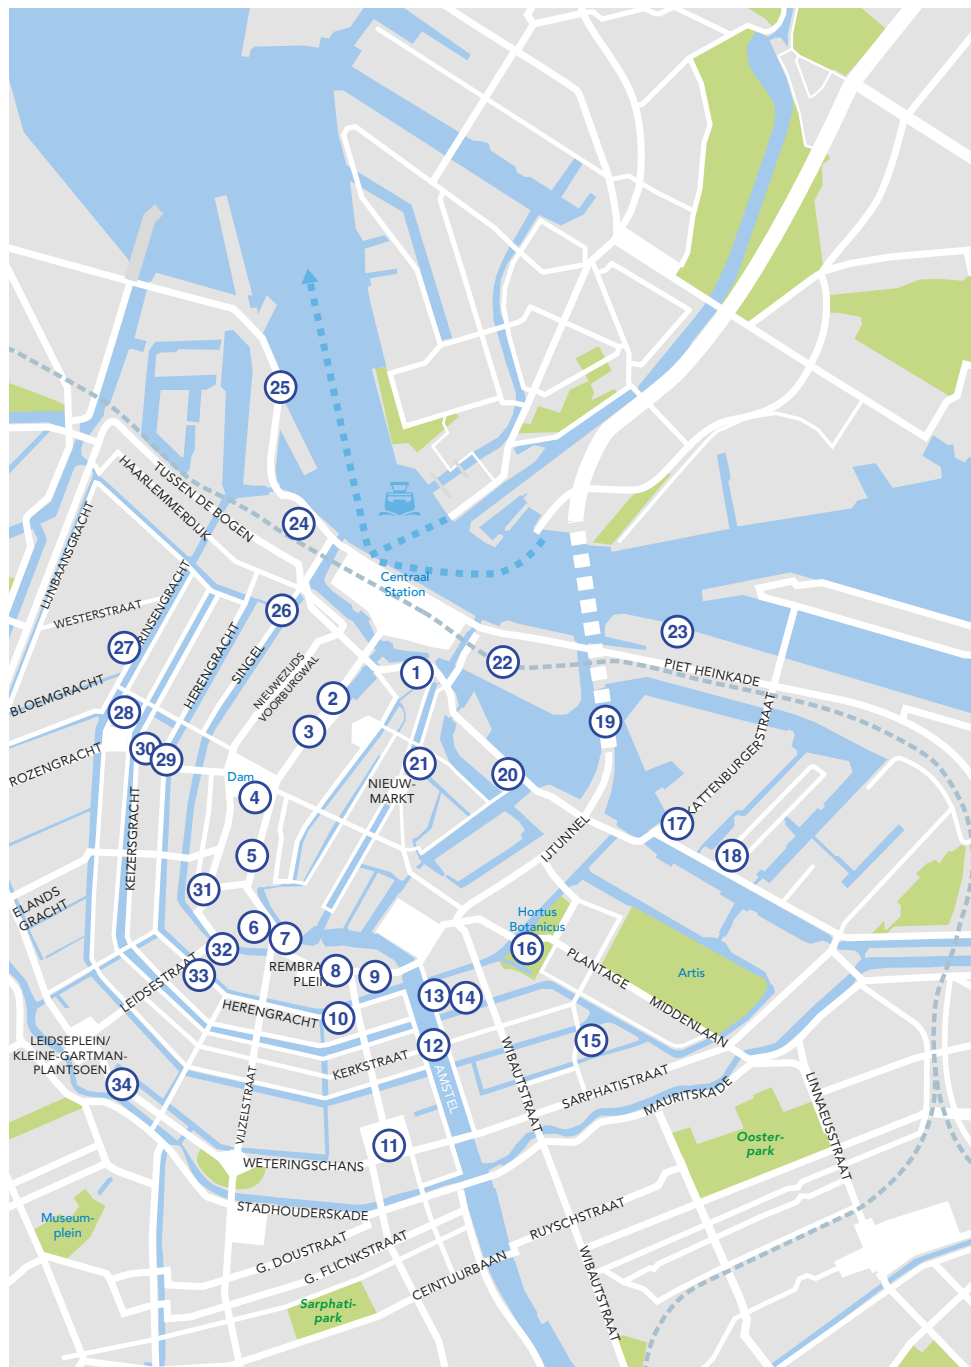 25
TUSSEN DE BOGEN
HAARLEMMERDIJK
24
LIJNBAANSGRACHT
Centraal
Station
WESTERSTRAAT
RINSENGRACHT
26
27
23
HERENGRACHT
SINGEL
NIEUWEZIJDS
VOORBURGWAL
22
1
PIET HEINKADE
BLOEMGRACHT
2
28
3
19
KATTENBURGERSTRAAT
30
29
ROZENGRACHT
21
20
Dam
4
NIEUW-
MARKT
17
IJTUNNEL
KEIZERSGRACHT
5
18
31
ELANDS
GRACHT
Hortus
Botanicus
6
7
32
16
LEIDSESTRAAT
33
REMBRA
PLEIN
8
9
PLANTAGE
MIDDENLAAN
Artis
13
14
HERENGRACHT
10
LEIDSEPLEIN/
KLEINE-GARTMAN-
PLANTSOEN
12
15
KERKSTRAAT
AMSTEL
WIBAUTSTRAAT
34
SARPHATISTRAAT
MAURITSKADE
LINNAEUSSTRAAT
VIJZELSTRAAT
11
Ooster-
park
WETERINGSCHANS
STADHOUDERSKADE
Museum-
plein
RUYSCHSTRAAT
G. DOUSTRAAT
G. FLICNKSTRAAT
CEINTUURBAAN
WIBAUTSTRAAT
Sarphati-
park